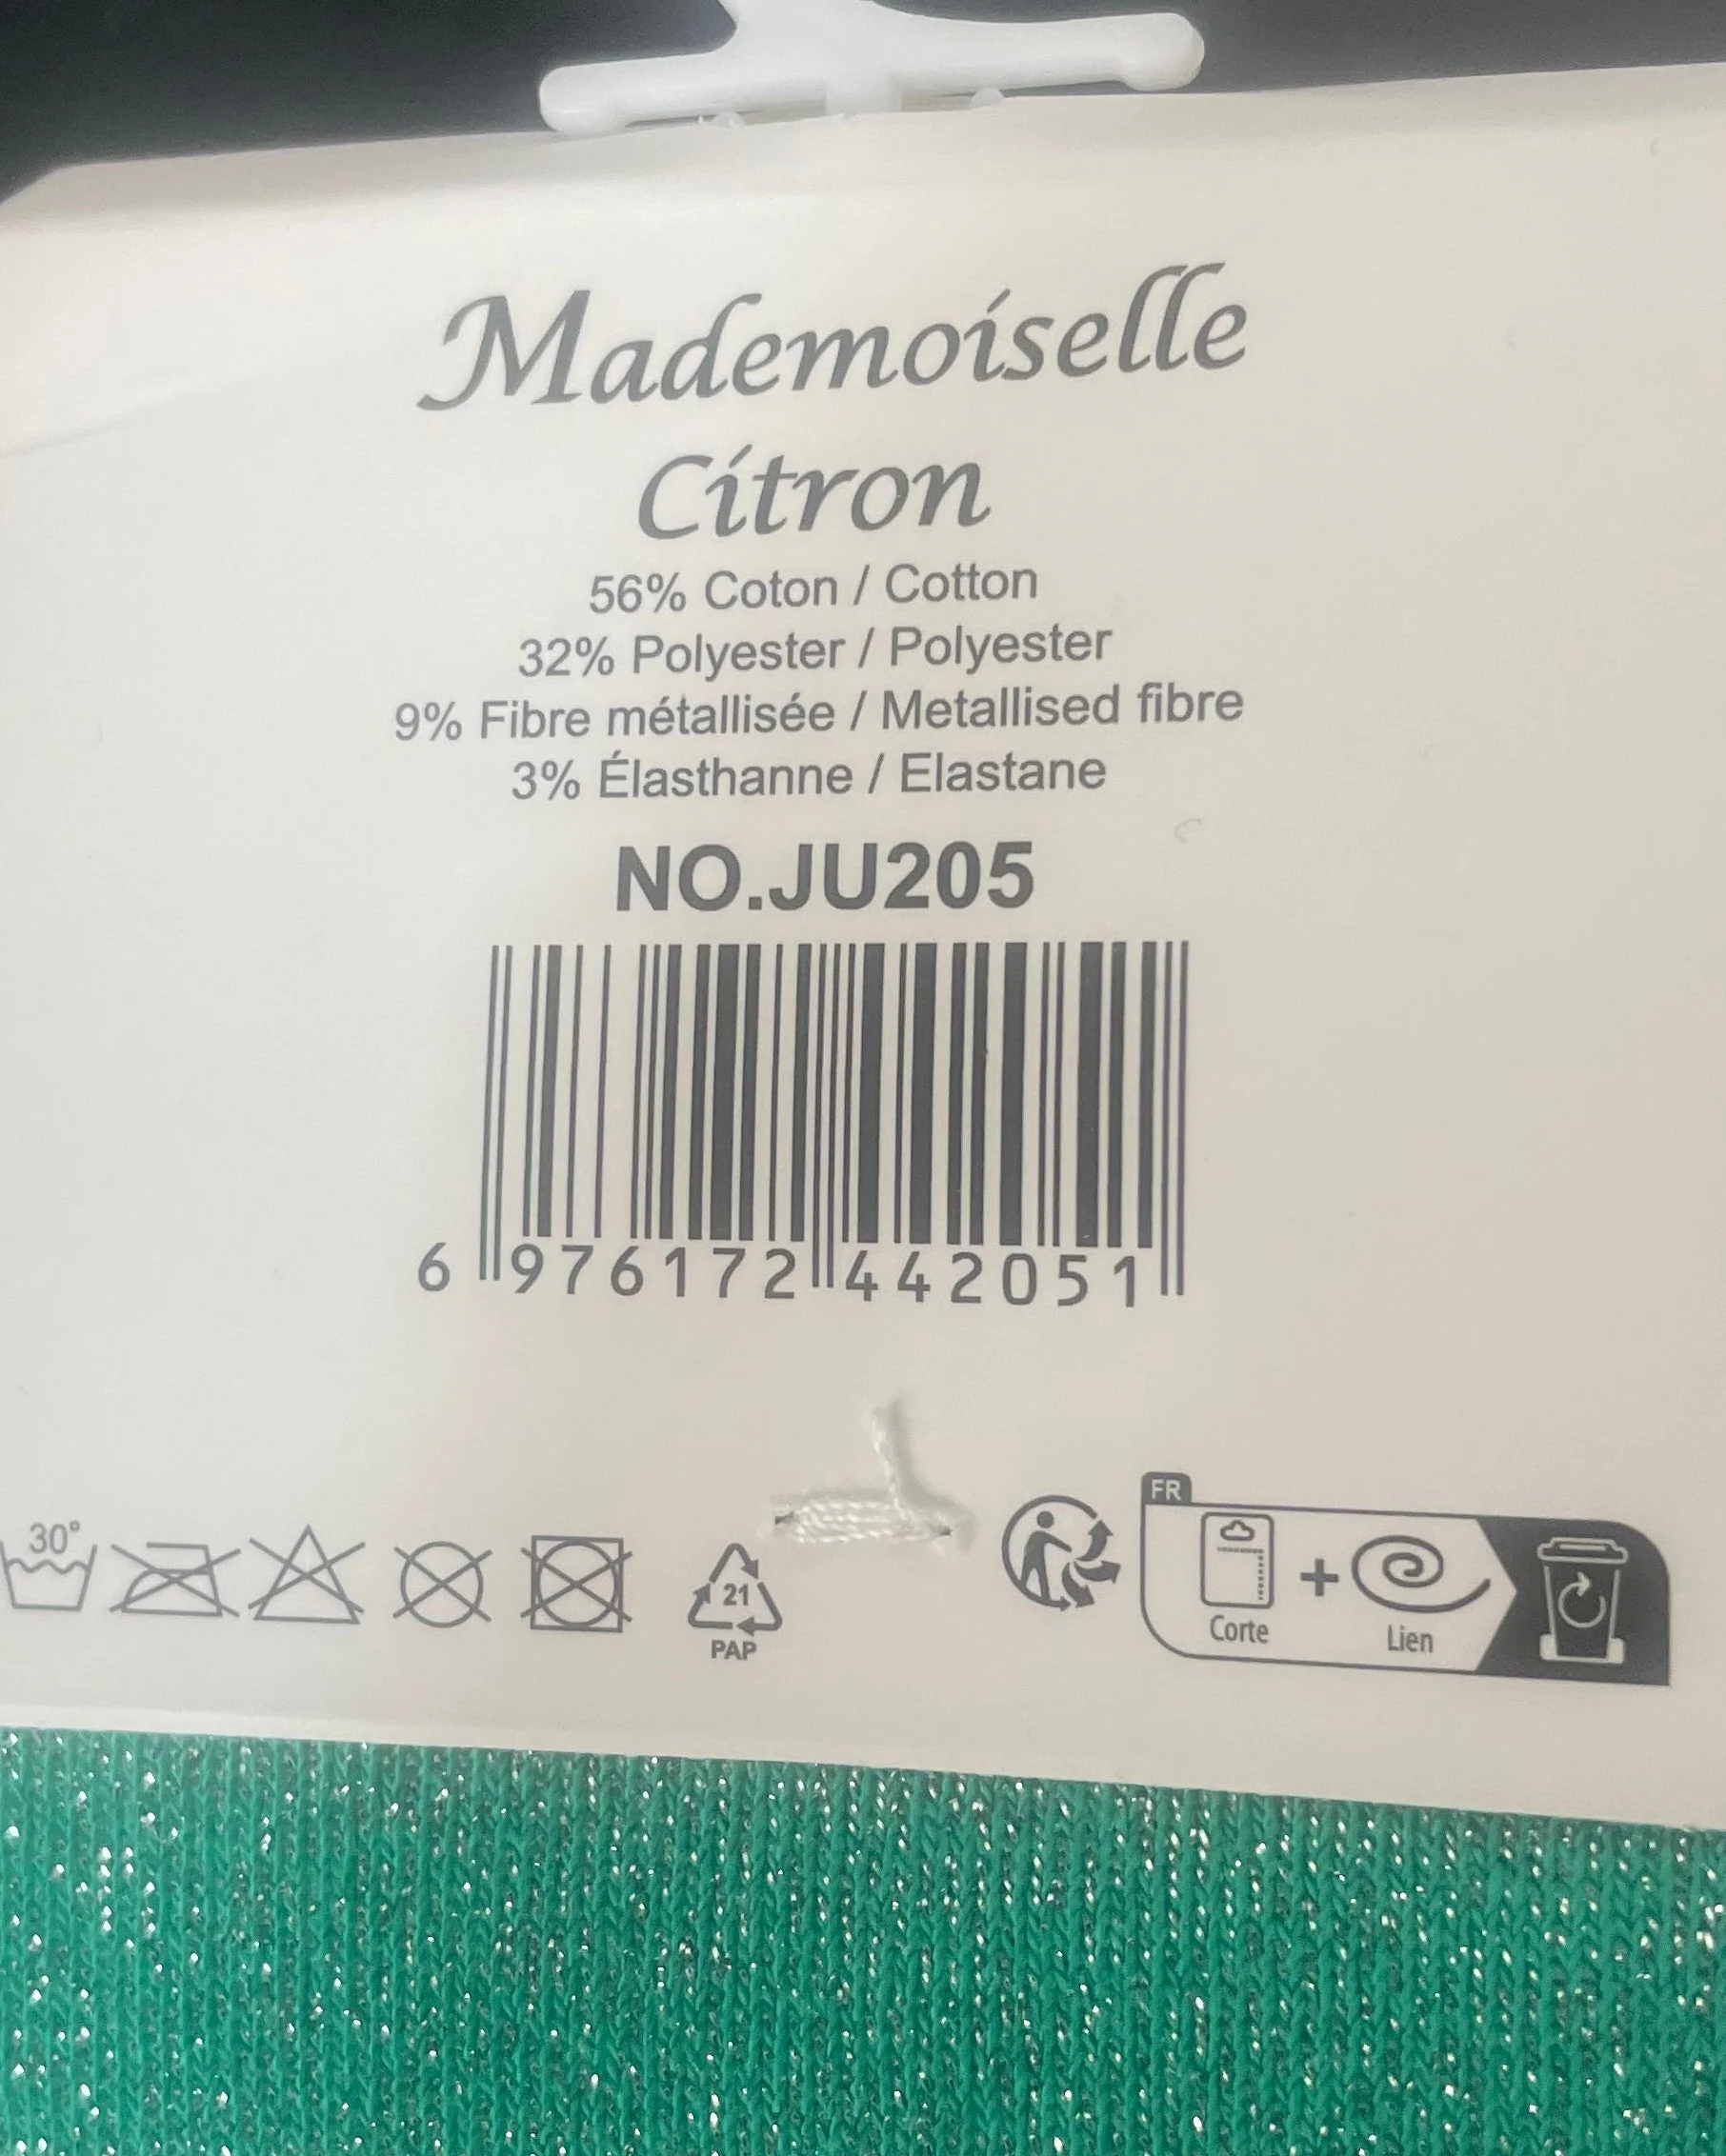 Mademoiselle
Citron
56% Coton / Cotton
32% Polyester / Polyester
9% Fibre métallisée / Metallised fibre
3% Élasthanne / Elastane
NO.JU205
6 976172 442051
30°
21
PAP
FR
Corte + Lien